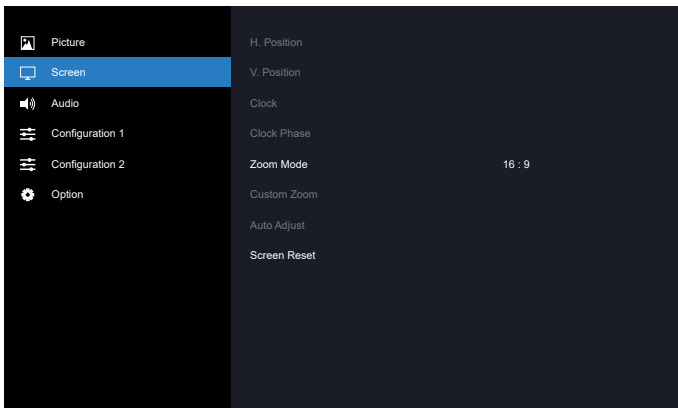 Picture
Screen
Audio
Configuration 1
Configuration 2
Option
H. Position
V. Position
Clock
Clock Phase
Zoom Mode 16 : 9
Custom Zoom
Auto Adjust
Screen Reset